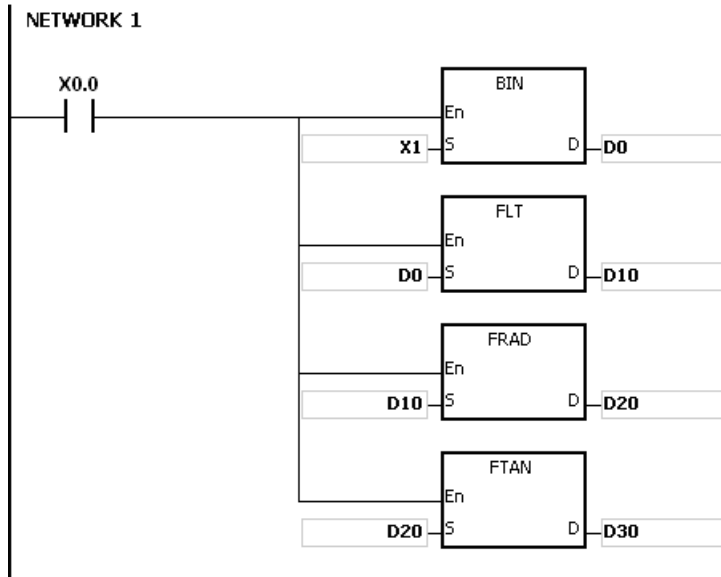 NETWORK 1
X0.0
BIN
En
X1 S D D0
FLT
En
D0 S D D10
FRAD
En
D10 S D D20
FTAN
En
D20 S D D30